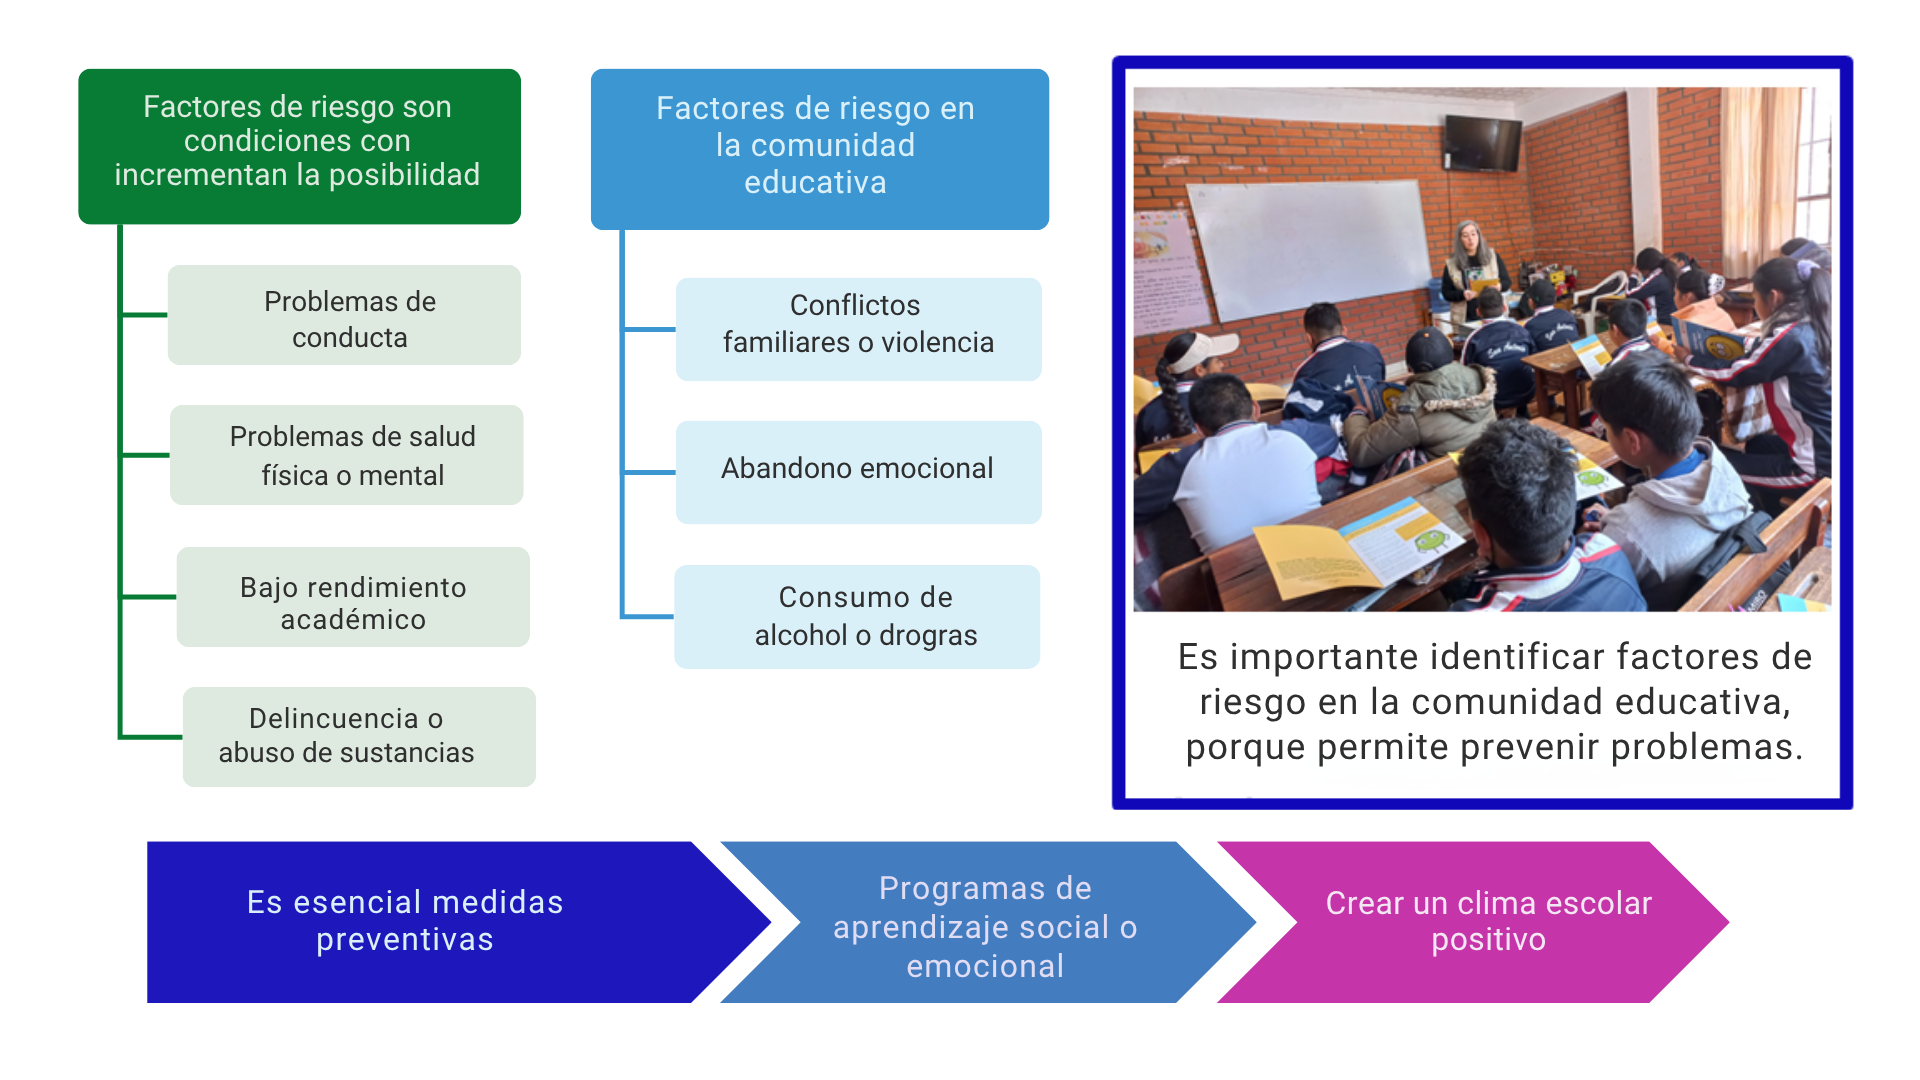 Factores de riesgo son
condiciones con
incrementan la posibilidad
Problemas de
conducta
Problemas de salud
física o mental
Bajo rendimiento
académico
Delincuencia o
abuso de sustancias
Factores de riesgo en
la comunidad
educativa
Conflictos
familiares o violencia
Abandono emocional
Consumo de
alcohol o drogras
Es importante identificar factores de
riesgo en la comunidad educativa,
porque permite prevenir problemas.
Es esencial medidas
preventivas
Programas de
aprendizaje social o
emocional
Crear un clima escolar
positivo